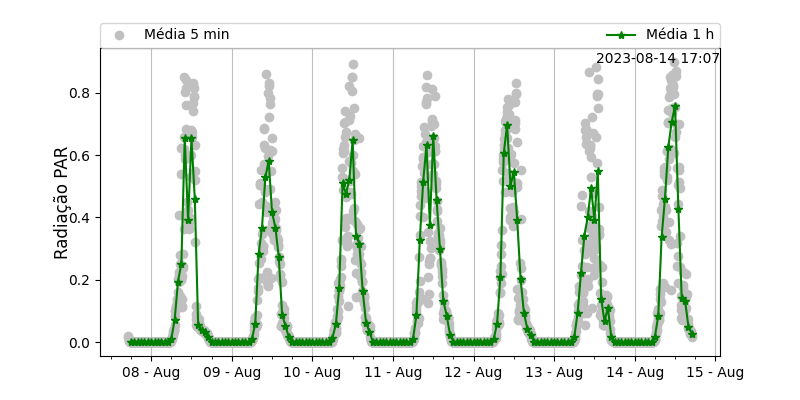 Média 5 min
Média 1 h
2023-08-14 17:07
Radiação PAR
0.8
0.6
0.4
0.2
0.0
08 - Aug
09 - Aug
10 - Aug
11 - Aug
12 - Aug
13 - Aug
14 - Aug
15 - Aug